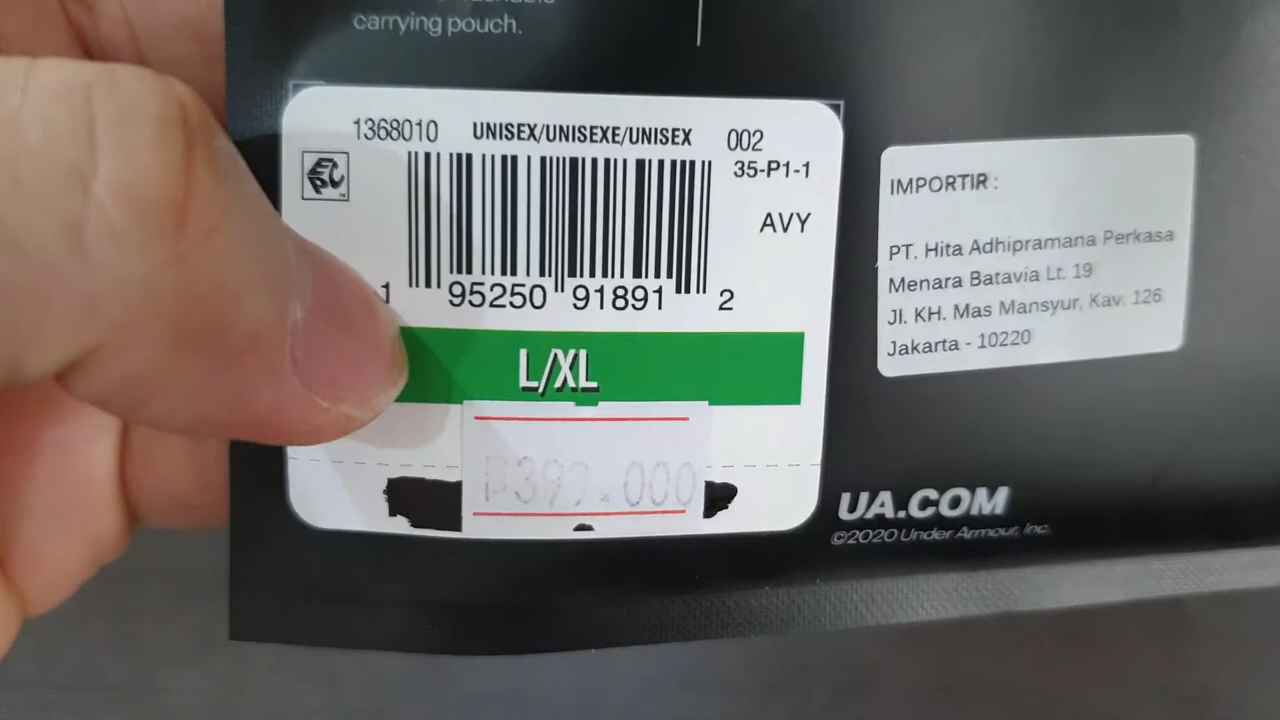 carrying pouch.
1368010 UNISEX/UNISEXE/UNISEX 002
35-P1-1
EPC
AVY
1 95250 91891 2
L/XL
IMPORTIR :
PT. Hita Adhipramana Perkasa
Menara Batavia Lt. 19
Jl. KH. Mas Mansyur, Kav. 126
Jakarta - 10220
UA.COM
©2020 Under Armour, Inc.